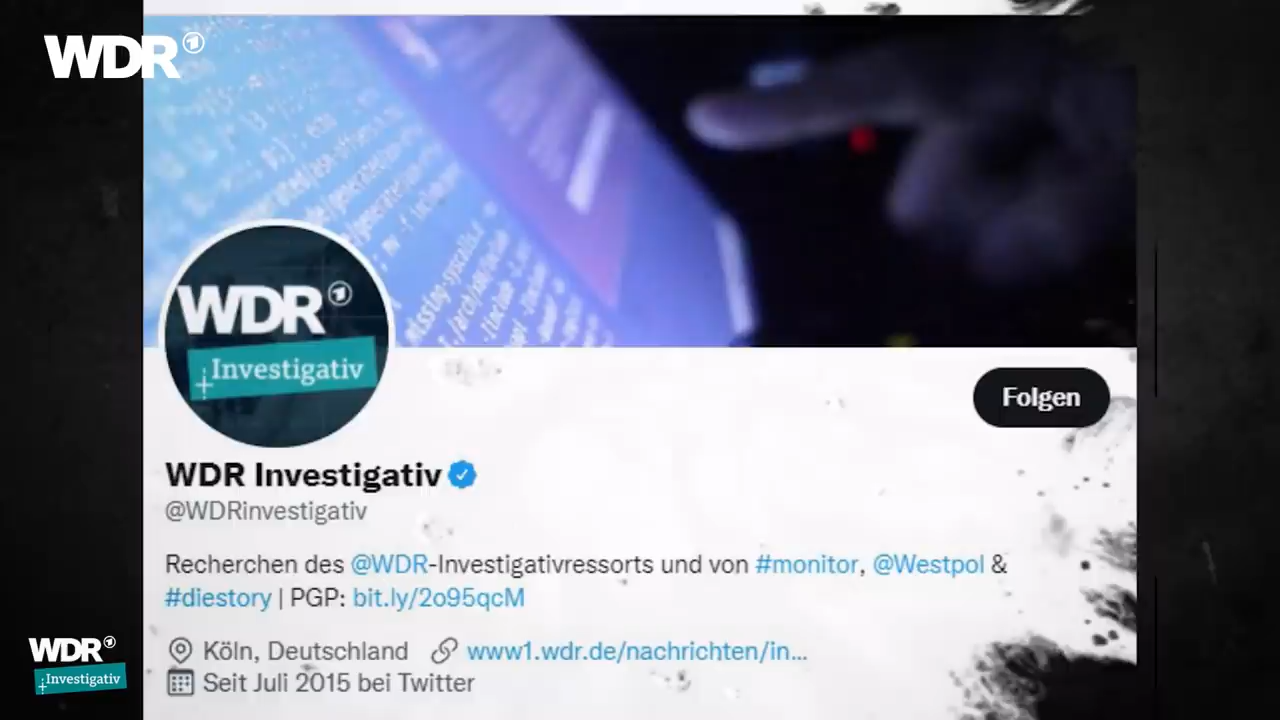 WDR
WDR
Investigativ
Folgen
WDR Investigativ
@WDRinvestigativ
Recherchen des @WDR-Investigativressorts und von #monitor, @Westpol &
#diestory | PGP: bit.ly/2o95qcM
Köln, Deutschland www1.wdr.de/nachrichten/in...
Seit Juli 2015 bei Twitter
WDR
Investigativ